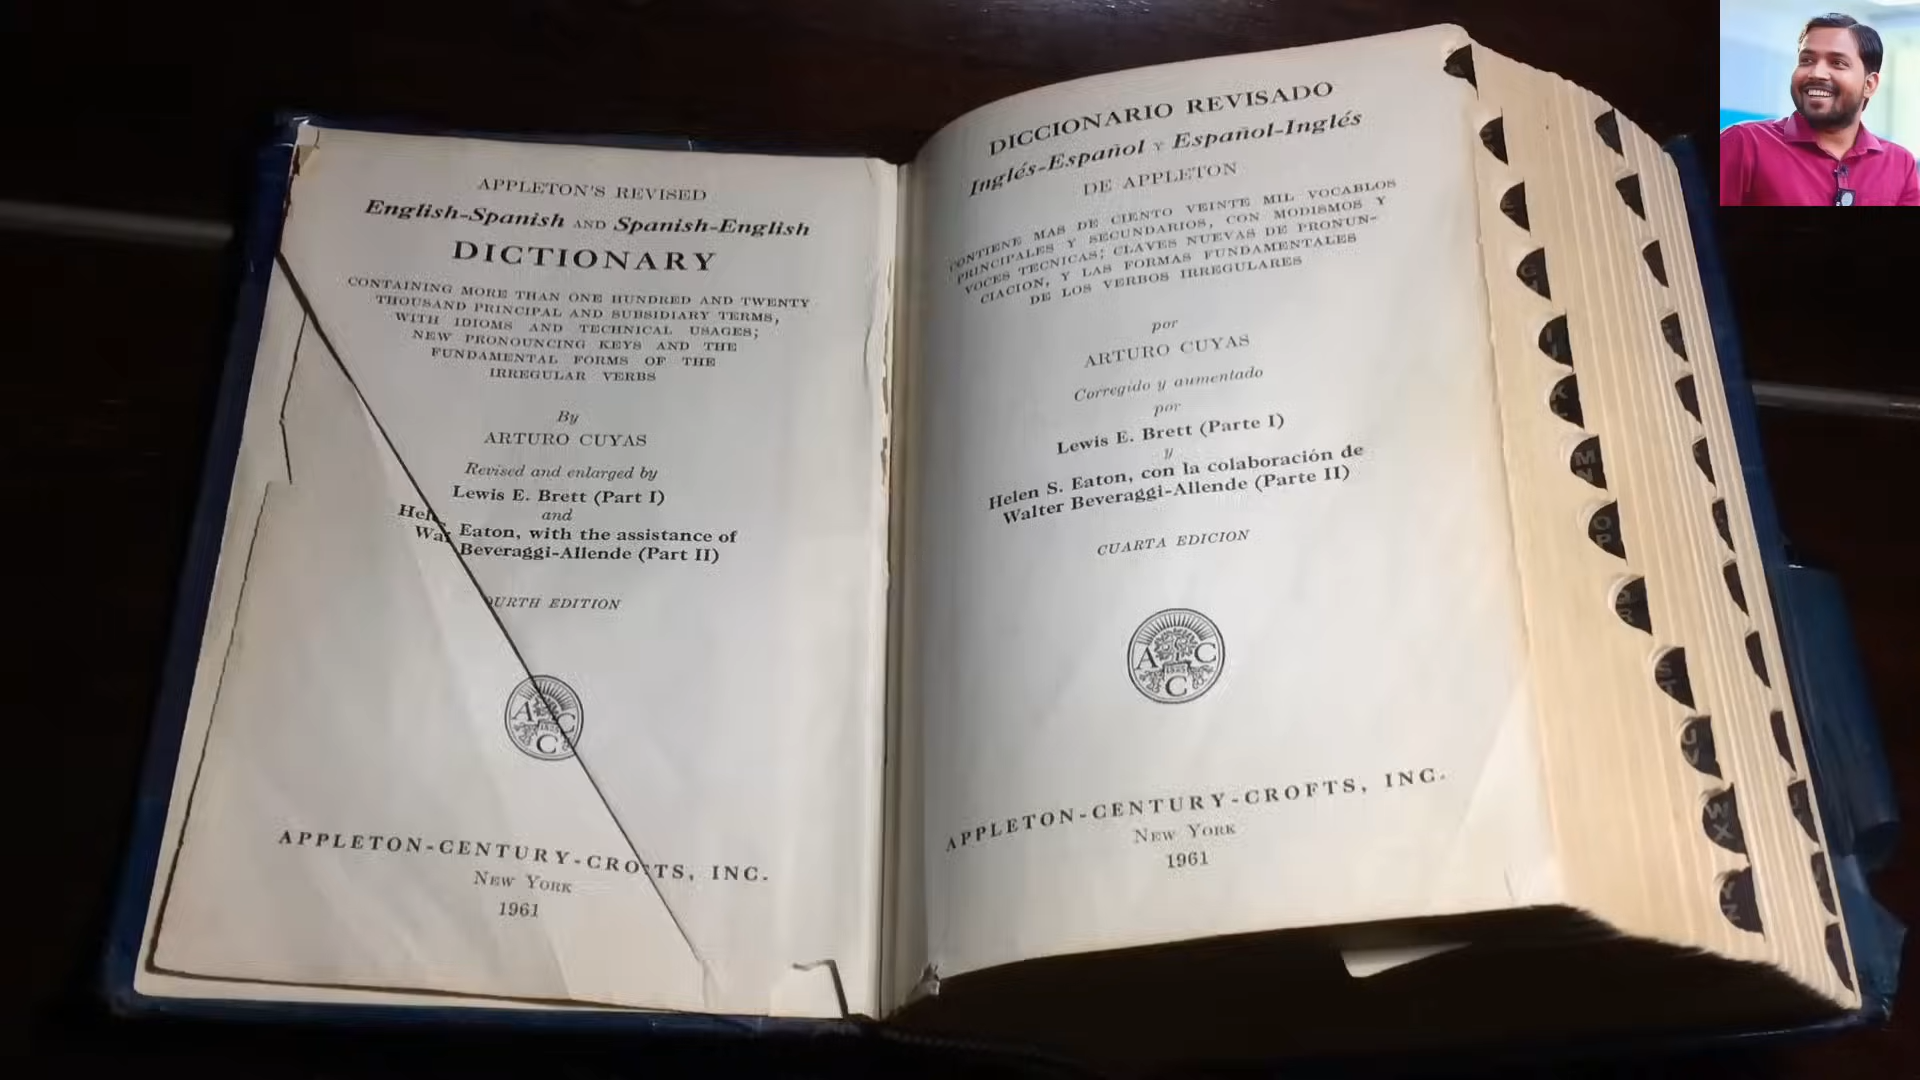 APPLETON'S REVISED
English-Spanish AND Spanish-English
DICTIONARY
CONTAINING MORE THAN ONE HUNDRED AND TWENTY
THOUSAND PRINCIPAL AND SUBSIDIARY TERMS,
WITH IDIOMS AND TECHNICAL USAGES;
NEW PRONOUNCING KEYS AND THE
FUNDAMENTAL FORMS OF THE
IRREGULAR VERBS
By
ARTURO CUYAS
Revised and enlarged by
Lewis E. Brett (Part I)
and
Eaton, with the assistance of
Beveraggi-Allende (Part II)
EDITION
A C C
APPLETON-CENTURY-CROFTS, INC.
NEW YORK
1961
DICCIONARIO REVISADO
Inglés-Español Y Español-Inglés
DE APPLETON
CONTIENE MAS DE CIENTO VEINTE MIL VOCABLOS
PRINCIPALES Y SECUNDARIOS, CON MODISMOS Y
VOCES TECNICAS; CLAVES NUEVAS DE PRONUN-
CIACION, Y LAS FORMAS FUNDAMENTALES
DE LOS VERBOS IRREGULARES
por
ARTURO CUYAS
Corregido y aumentado
por
Lewis E. Brett (Parte I)
y
Helen S. Eaton, con la colaboración de
Walter Beveraggi-Allende (Parte II)
CUARTA EDICION
A C C
1825
APPLETON-CENTURY-CROFTS, INC.
NEW YORK
1961
M
N
O
P
S
T
U
V
W
X
Y
Z